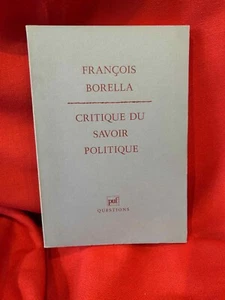 FRANÇOIS
BORELLA
CRITIQUE DU
SAVOIR
POLITIQUE
puf
QUESTIONS